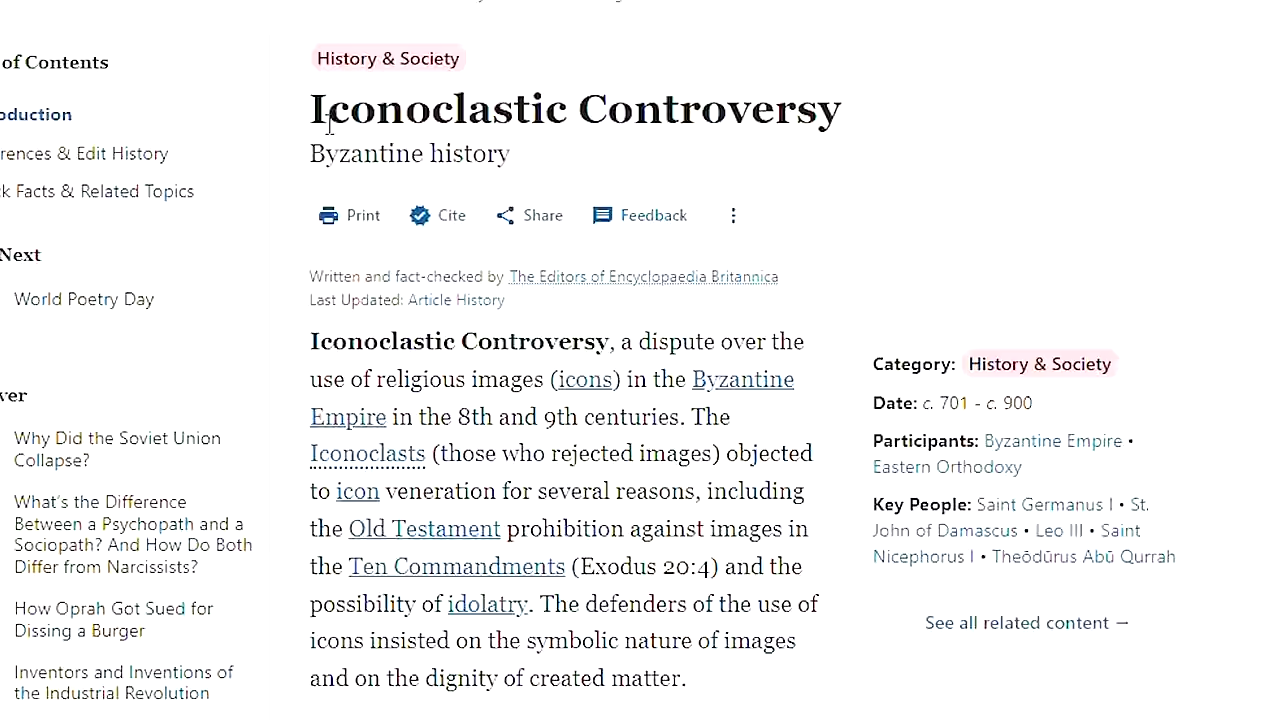 of Contents
oduction
rences & Edit History
k Facts & Related Topics
Next
World Poetry Day
ver
Why Did the Soviet Union
Collapse?
What's the Difference
Between a Psychopath and a
Sociopath? And How Do Both
Differ from Narcissists?
How Oprah Got Sued for
Dissing a Burger
Inventors and Inventions of
the Industrial Revolution
History & Society
Iconoclastic Controversy
Byzantine history
Print
Cite
Share
Feedback
Written and fact-checked by The Editors of Encyclopaedia Britannica
Last Updated: Article History
Iconoclastic Controversy, a dispute over the
use of religious images (icons) in the Byzantine
Empire in the 8th and 9th centuries. The
Iconoclasts (those who rejected images) objected
to icon veneration for several reasons, including
the Old Testament prohibition against images in
the Ten Commandments (Exodus 20:4) and the
possibility of idolatry. The defenders of the use of
icons insisted on the symbolic nature of images
and on the dignity of created matter.
Category: History & Society
Date: c. 701 - c. 900
Participants: Byzantine Empire •
Eastern Orthodoxy
Key People: Saint Germanus I • St.
John of Damascus • Leo III • Saint
Nicephorus I • Theōdūrus Abū Qurrah
See all related content →